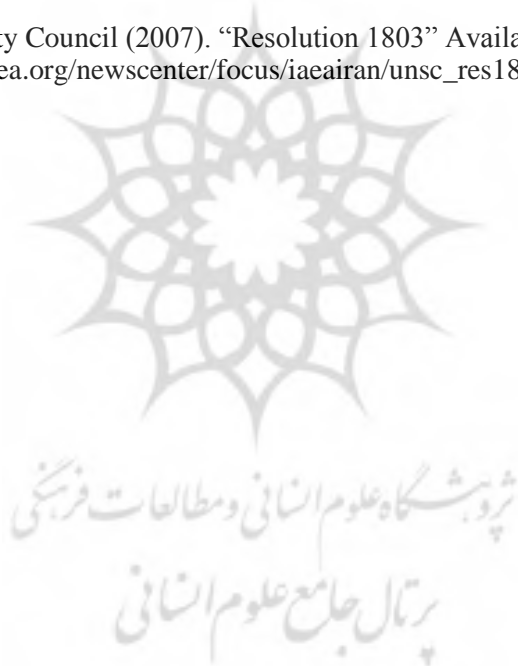 ty Council (2007). “Resolution 1803” Availa
ea.org/newscenter/focus/iaeairan/unsc_res18
پژوهشگاه علوم انسانی و مطالعات فرهنگی
پرتال جامع علوم انسانی